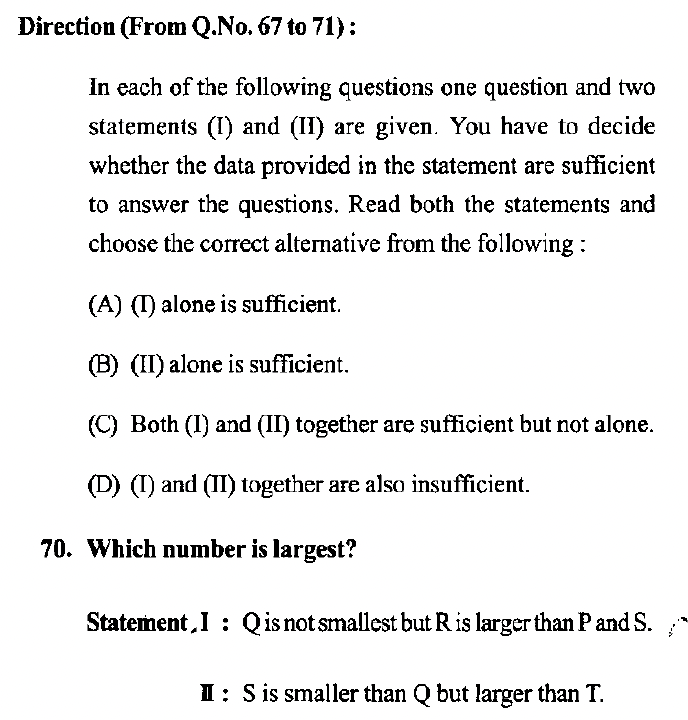 Direction (From Q.No. 67 to 71) :
In each of the following questions one question and two
statements (I) and (II) are given. You have to decide
whether the data provided in the statement are sufficient
to answer the questions. Read both the statements and
choose the correct alternative from the following :
(A) (I) alone is sufficient.
(B) (II) alone is sufficient.
(C) Both (I) and (II) together are sufficient but not alone.
(D) (I) and (II) together are also insufficient.
70. Which number is largest?
Statement I : Q is not smallest but R is larger than P and S.
II : S is smaller than Q but larger than T.